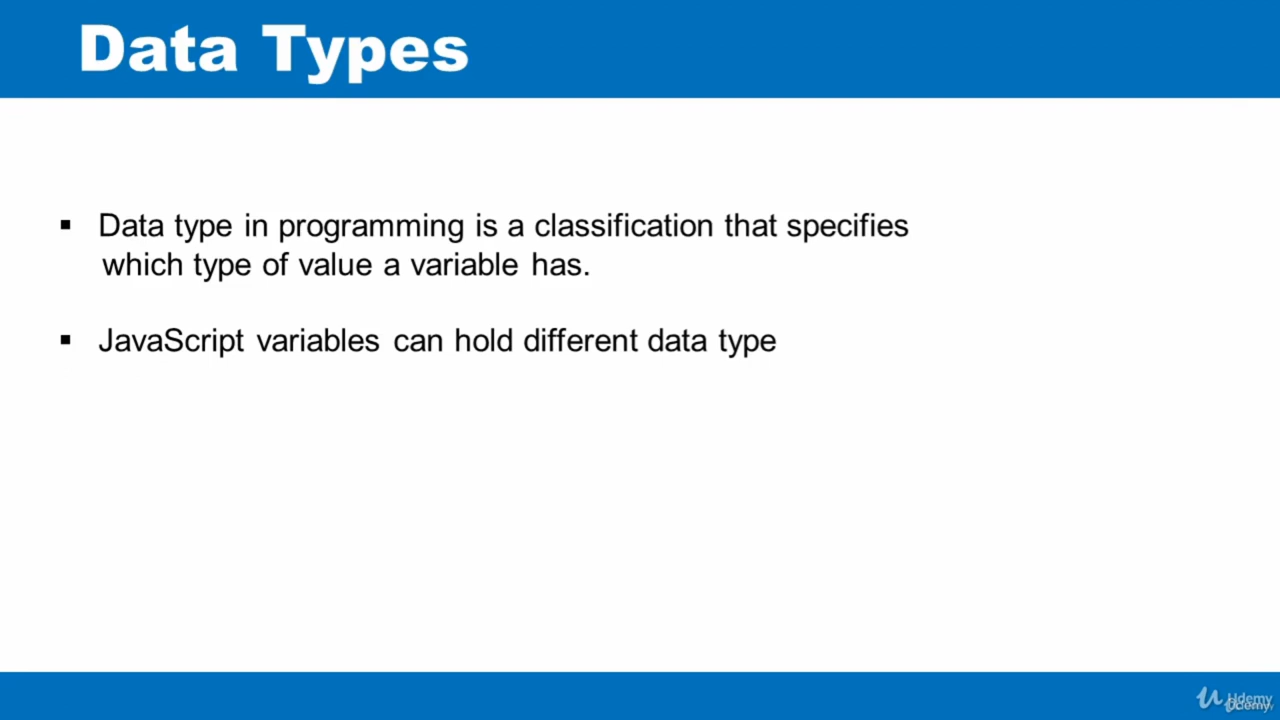 Data Types
▪ Data type in programming is a classification that specifies
which type of value a variable has.
▪ JavaScript variables can hold different data type
Udemy
Udemy